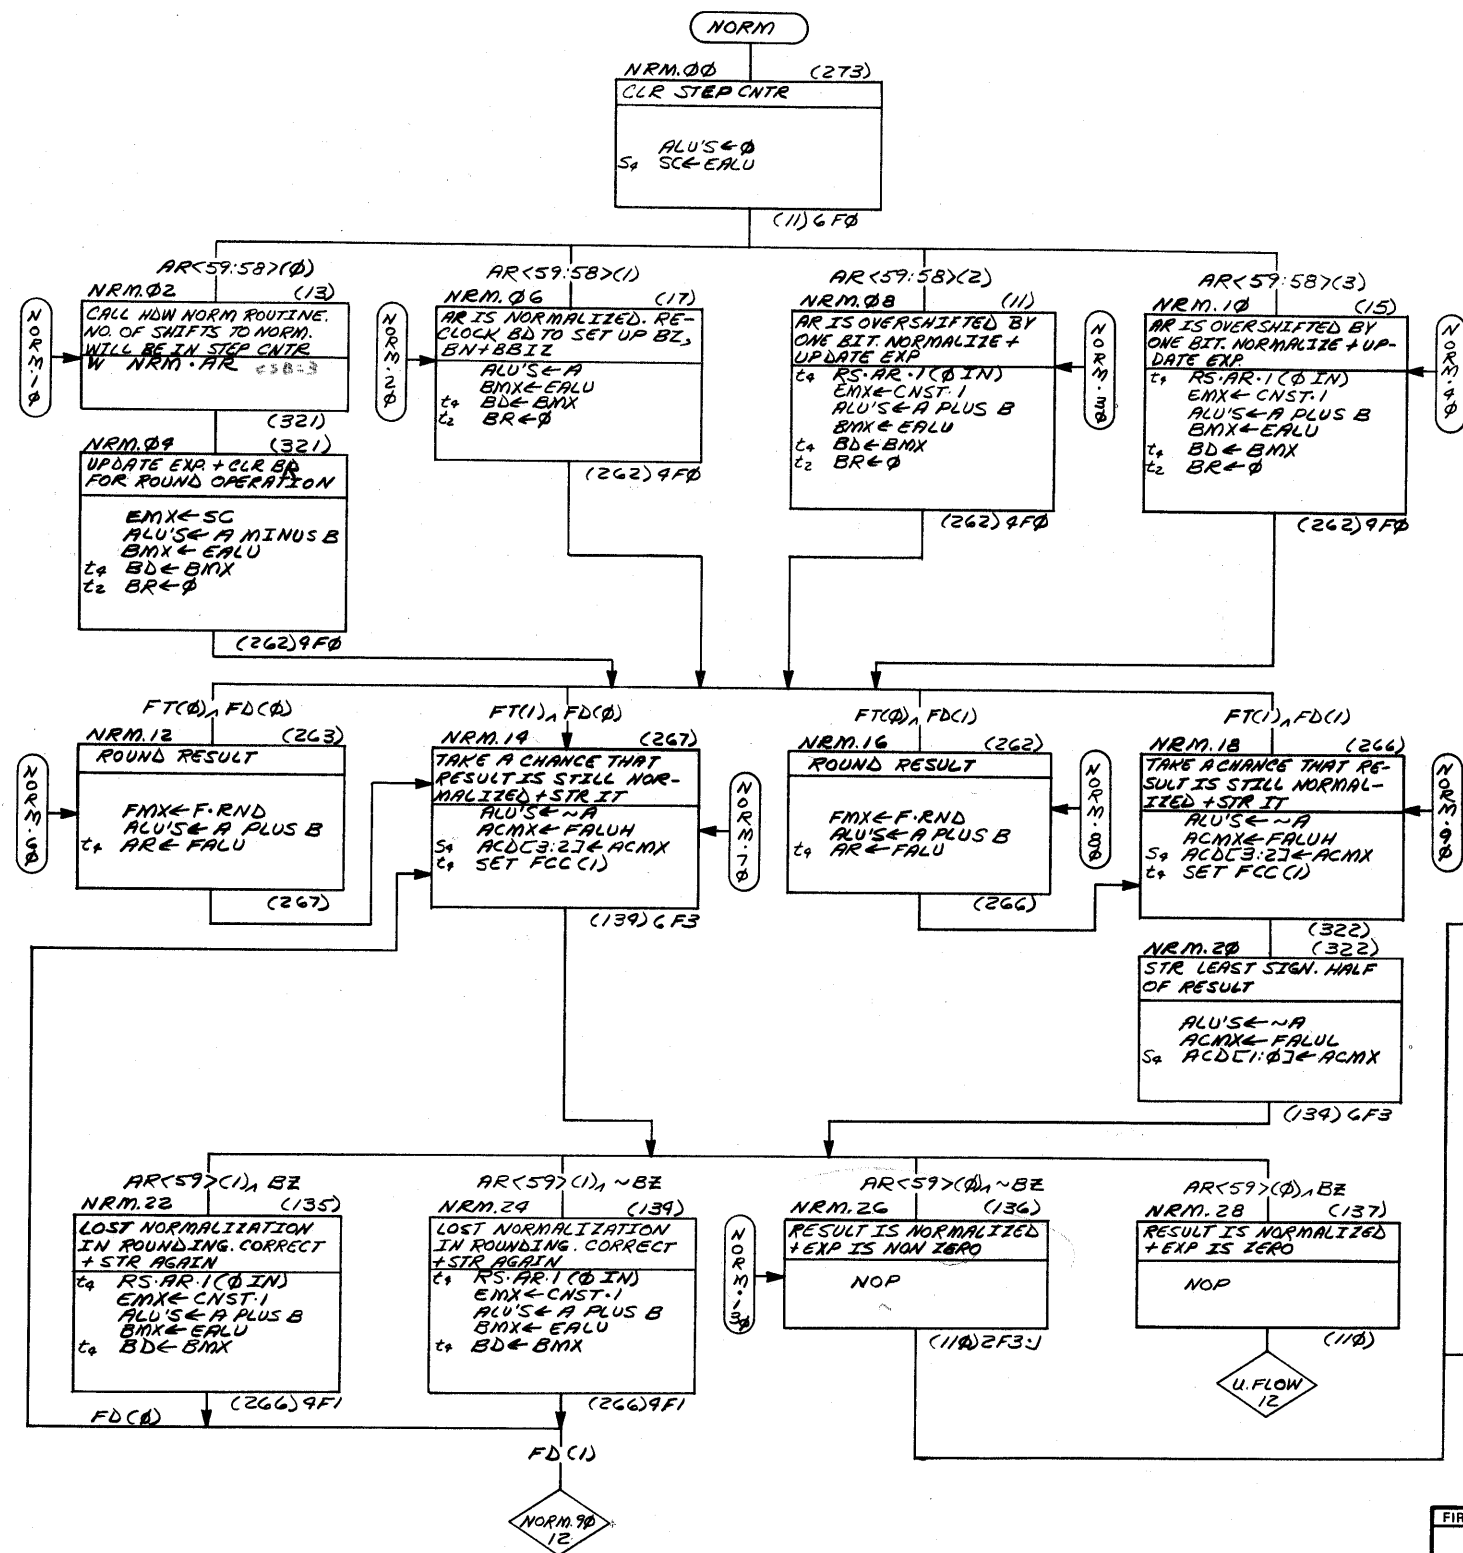 NORM
NRM.ØØ (273)
CLR STEP CNTR
ALU'S←Ø
S4 SC←EALU
(11)6FØ
AR<59:58>(Ø)
NRM.Ø2 (13)
NORM.1Ø
CALL HDW NORM ROUTINE.
NO. OF SHIFTS TO NORM.
WILL BE IN STEP CNTR
W NRM·AR
(321)
NRM.Ø4 (321)
UPDATE EXP. + CLR BR
FOR ROUND OPERATION
EMX←SC
ALU'S←A MINUS B
BMX←EALU
t4 BD←BMX
t2 BR←Ø
(262)4FØ
AR<59:58>(1)
NRM.Ø6 (17)
NORM.2Ø
AR IS NORMALIZED. RE-
CLOCK BD TO SET UP BZ,
BN+BBIZ
ALU'S←A
BMX←EALU
t4 BD←BMX
t2 BR←Ø
(262)4FØ
AR<59:58>(2)
NRM.Ø8 (11)
AR IS OVERSHIFTED BY
ONE BIT. NORMALIZE +
UPDATE EXP
t4 RS·AR·1(Ø IN)
EMX←CNST·1
ALU'S←A PLUS B
BMX←EALU
t4 BD←BMX
t2 BR←Ø
NORM.3Ø
(262)4FØ
AR<59:58>(3)
NRM.1Ø (15)
AR IS OVERSHIFTED BY
ONE BIT. NORMALIZE + UP-
DATE EXP.
t4 RS·AR·1(Ø IN)
EMX←CNST·1
ALU'S←A PLUS B
BMX←EALU
t4 BD←BMX
t2 BR←Ø
NORM.4Ø
(262)4FØ
FT(Ø)∧FD(Ø)
NRM.12 (263)
NORM.6Ø
ROUND RESULT
FMX←F·RND
ALU'S←A PLUS B
t4 AR←FALU
(267)
FT(1)∧FD(Ø)
NRM.14 (267)
TAKE A CHANCE THAT
RESULT IS STILL NOR-
MALIZED + STR IT
ALU'S←~A
ACMX←FALUH
S4 ACD[3:2]←ACMX
t4 SET FCC(1)
NORM.7Ø
(134)6F3
FT(Ø)∧FD(1)
NRM.16 (262)
ROUND RESULT
FMX←F·RND
ALU'S←A PLUS B
t4 AR←FALU
NORM.8Ø
(266)
FT(1)∧FD(1)
NRM.18 (266)
TAKE A CHANCE THAT RE-
SULT IS STILL NORMAL-
IZED + STR IT
ALU'S←~A
ACMX←FALUH
S4 ACD[3:2]←ACMX
t4 SET FCC(1)
NORM.9Ø
(322)
NRM.2Ø (322)
STR LEAST SIGN. HALF
OF RESULT
ALU'S←~A
ACMX←FALUL
S4 ACD[1:Ø]←ACMX
(134)6F3
AR<59>(1)∧BZ
NRM.22 (135)
LOST NORMALIZATION
IN ROUNDING. CORRECT
+ STR AGAIN
t4 RS·AR·1(Ø IN)
EMX←CNST·1
ALU'S←A PLUS B
BMX←EALU
t4 BD←BMX
(266)4F1
FD(Ø)
AR<59>(1)∧~BZ
NRM.24 (134)
LOST NORMALIZATION
IN ROUNDING. CORRECT
+STR AGAIN
t4 RS·AR·1(Ø IN)
EMX←CNST·1
ALU'S←A PLUS B
BMX←EALU
t4 BD←BMX
(266)4F1
FD(1)
NORM.9Ø
12
AR<59>(Ø)∧~BZ
NRM.26 (136)
NORM.13Ø
RESULT IS NORMALIZED
+ EXP IS NON ZERO
NOP
(11Ø)2F3:1
AR<59>(Ø)∧BZ
NRM.28 (137)
RESULT IS NORMALIZED
+ EXP IS ZERO
NOP
(11Ø)
U.FLOW
12
FIR